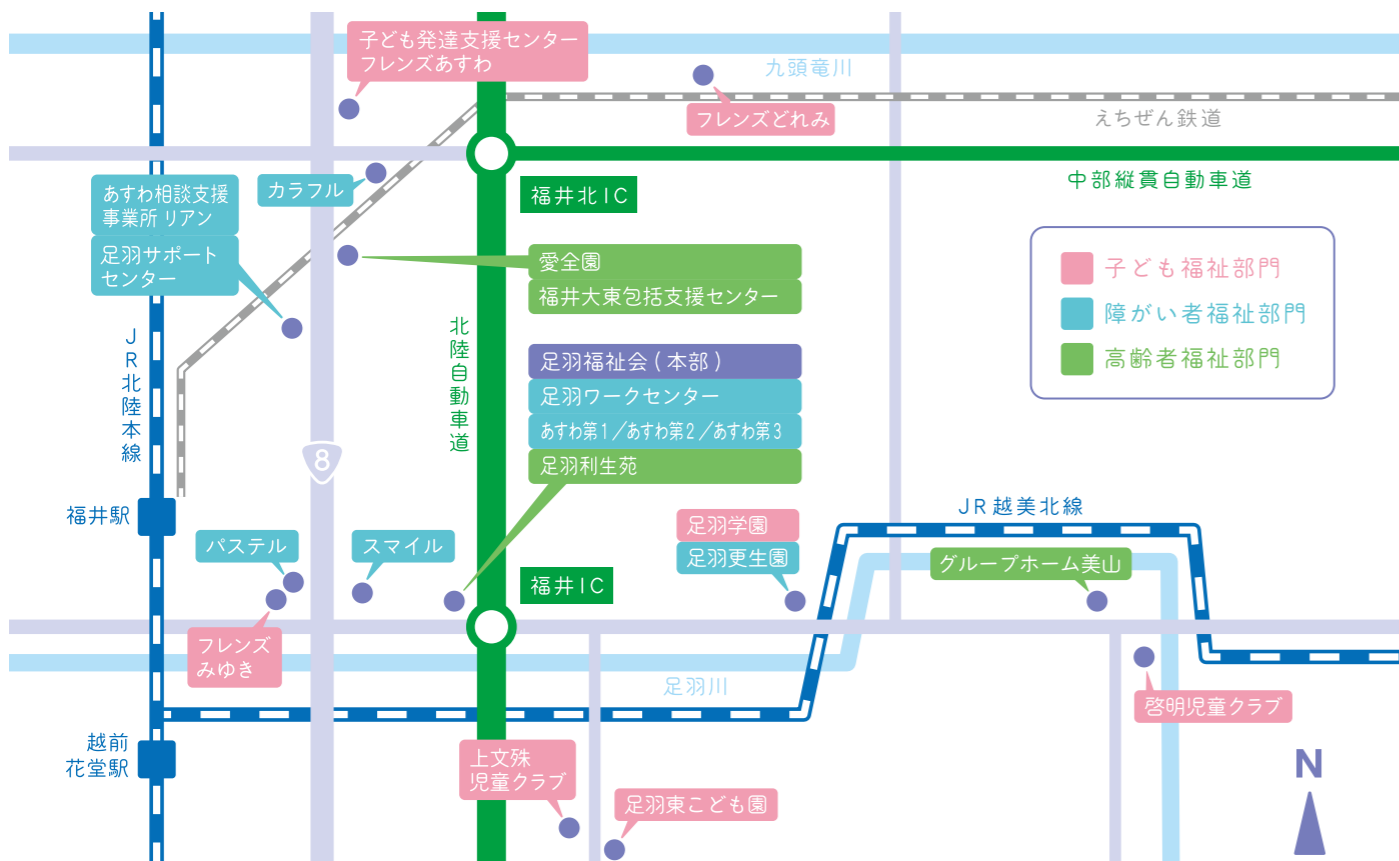 子ども発達支援センター
フレンズあすわ
九頭竜川
フレンズどれみ
えちぜん鉄道
中部縦貫自動車道
あすわ相談支援
事業所 リアン
足羽サポート
センター
カラフル
福井北IC
愛全園
福井大東包括支援センター
子ども福祉部門
障がい者福祉部門
高齢者福祉部門
JR北陸本線
北陸自動車道
足羽福祉会(本部)
足羽ワークセンター
あすわ第1/あすわ第2/あすわ第3
足羽利生苑
8
福井駅
パステル
スマイル
福井IC
足羽学園
足羽更生園
JR越美北線
グループホーム美山
フレンズ
みゆき
足羽川
啓明児童クラブ
越前
花堂駅
上文殊
児童クラブ
足羽東こども園
N